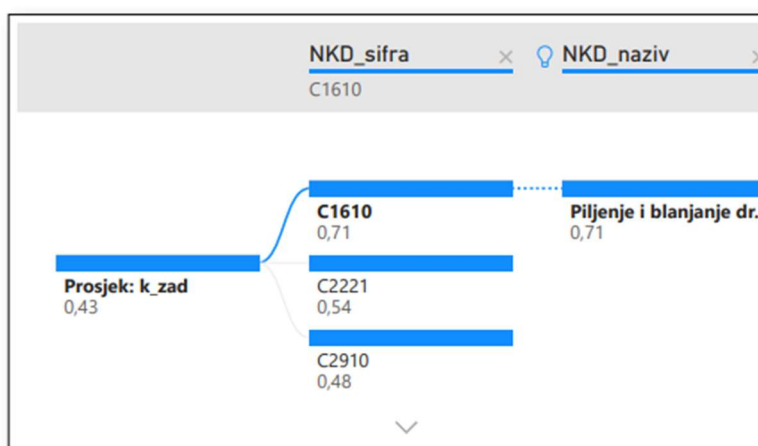 NKD_sifra
NKD_naziv
C1610
C1610
0,71
Piljenje i blanjanje dr..
0,71
Prosjek: k_zad
0,43
C2221
0,54
C2910
0,48